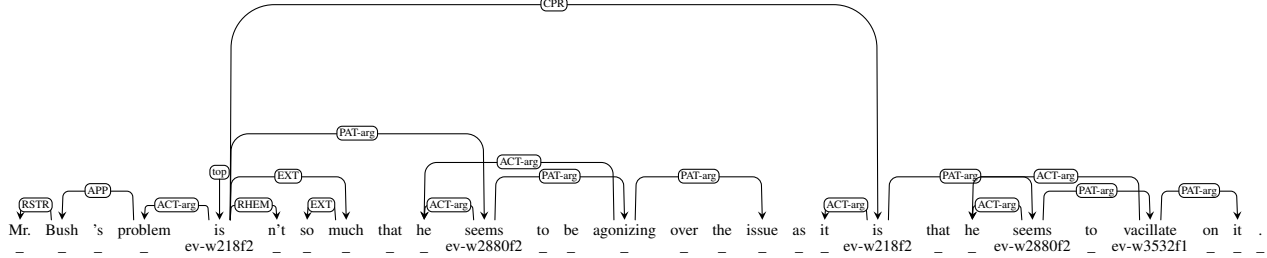 CPR
PAT-arg
ACT-arg
top EXT PAT-arg PAT-arg PAT-arg ACT-arg
APP PAT-arg PAT-arg
RSTR ACT-arg RHEM EXT ACT-arg ACT-arg ACT-arg
Mr. Bush 's problem is n't so much that he seems to be agonizing over the issue as it is that he seems to vacillate on it .
ev-w218f2 ev-w2880f2 ev-w218f2 ev-w2880f2 ev-w3532f1
_ _ _ _ _ _ _ _ _ _ _ _ _ _ _ _ _ _ _ _ _ _ _ _ _ _ _